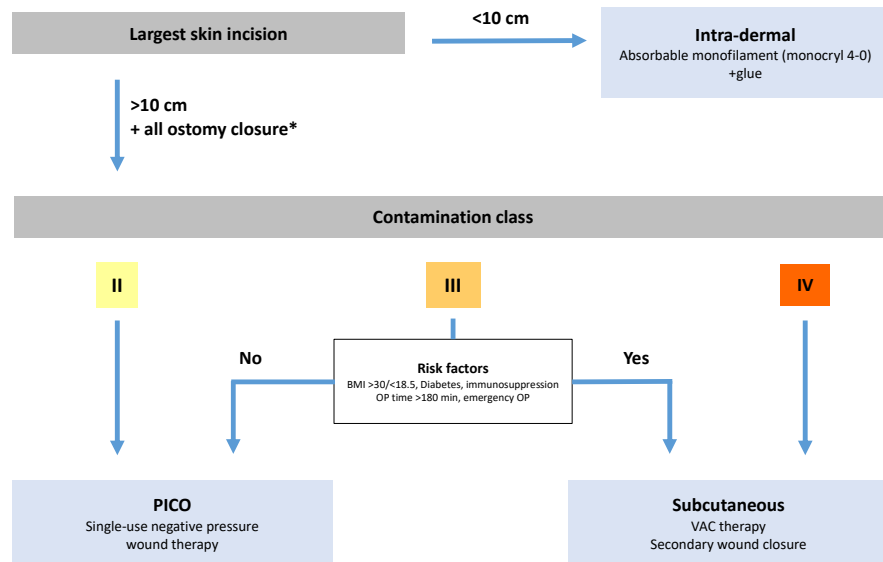 Largest skin incision
<10 cm
Intra-dermal
Absorbable monofilament (monocryl 4-0)
+glue
>10 cm
+ all ostomy closure*
Contamination class
II
III
IV
No
Risk factors
BMI >30/<18.5, Diabetes, immunosuppression
OP time >180 min, emergency OP
Yes
PICO
Single-use negative pressure
wound therapy
Subcutaneous
VAC therapy
Secondary wound closure